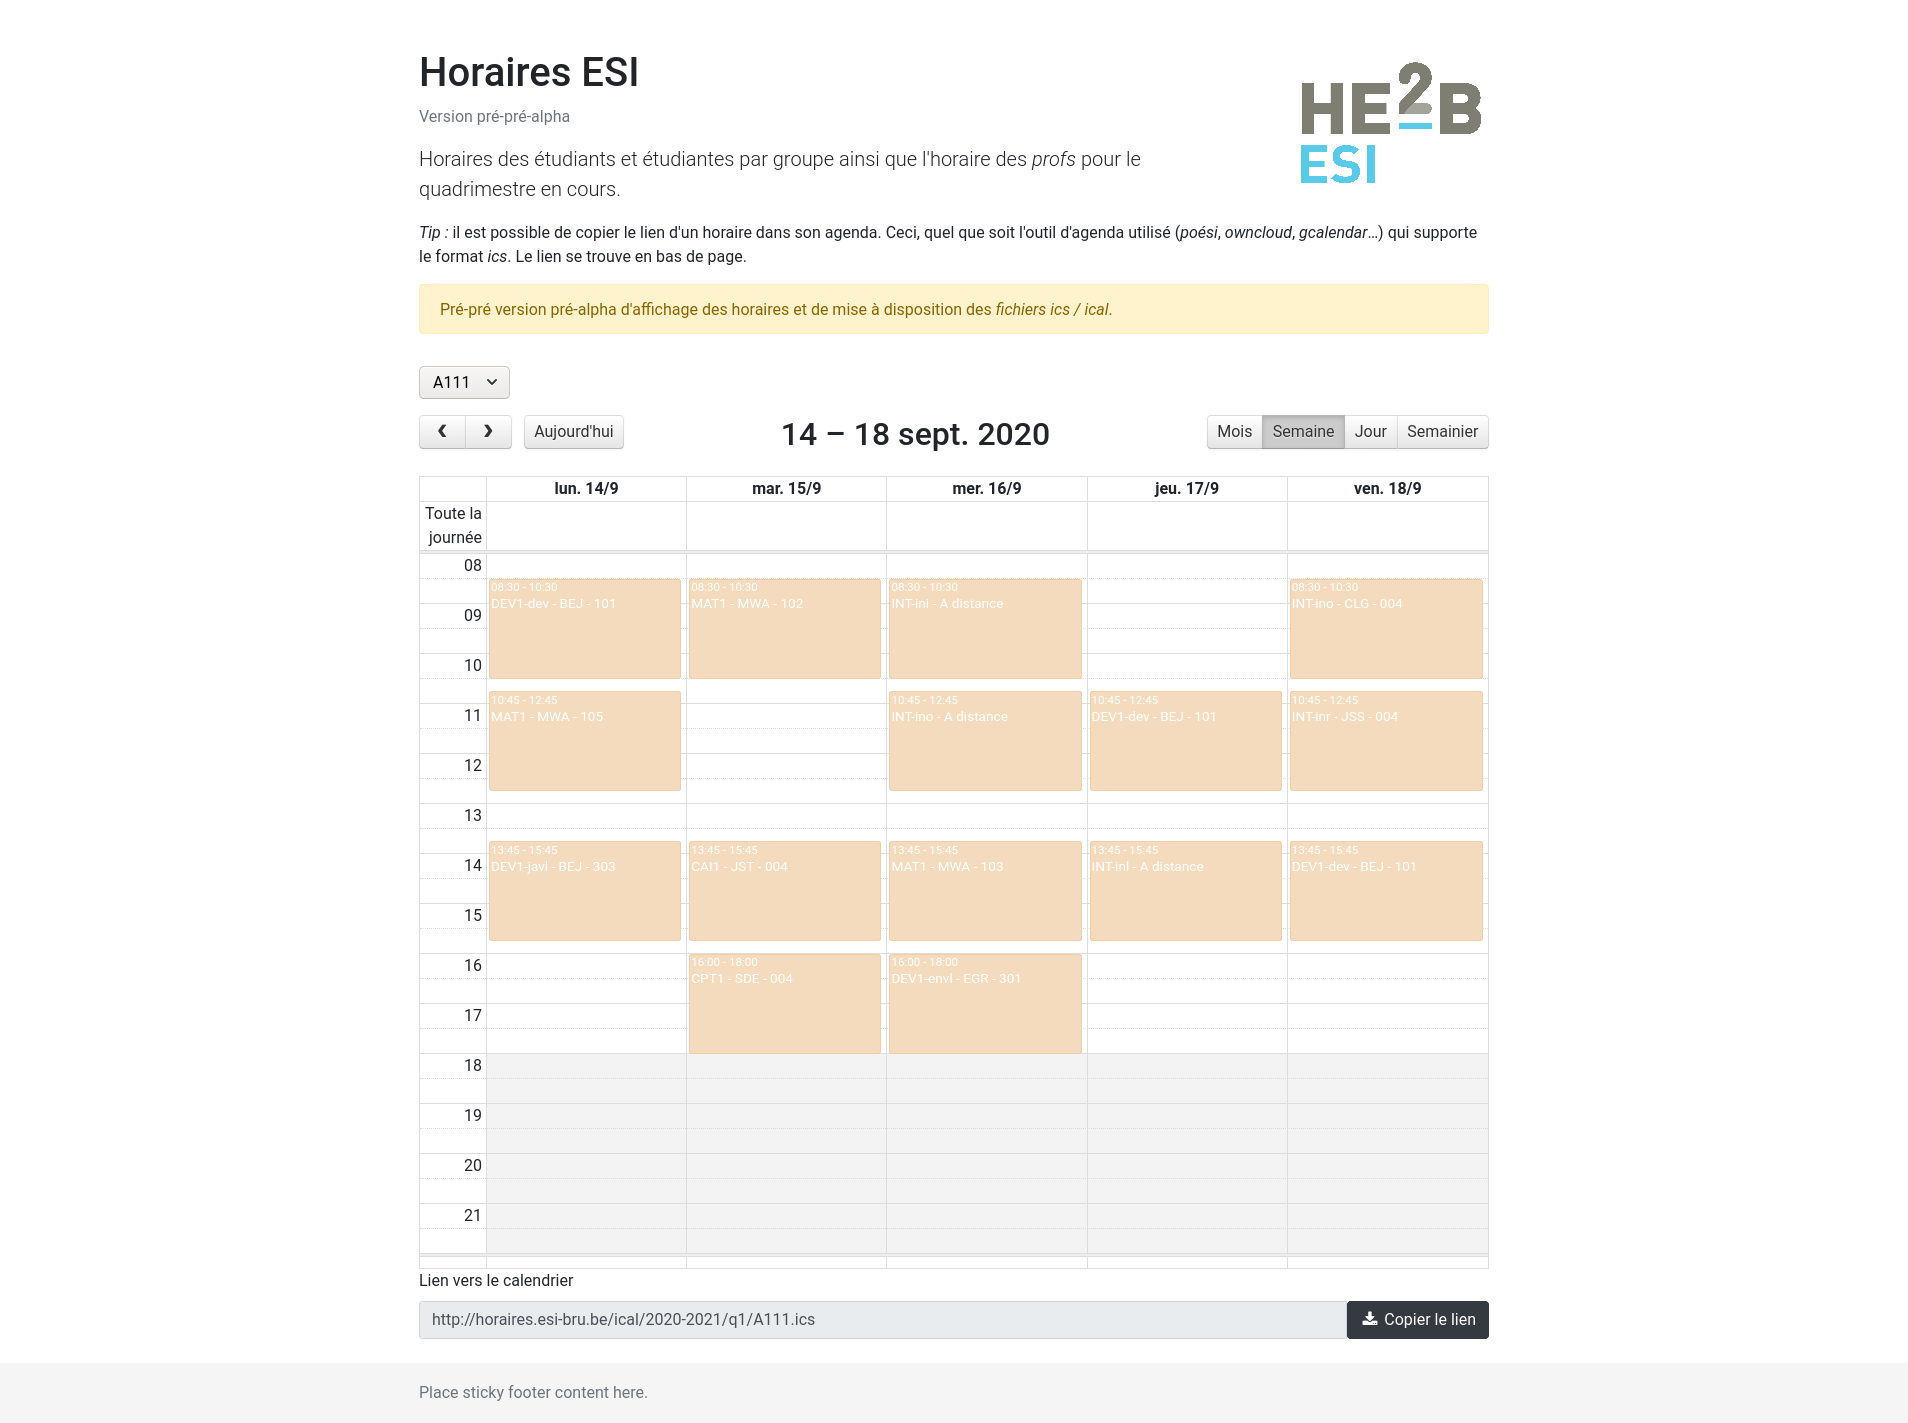 Horaires ESI
HE2B
ESI
Version pré-pré-alpha
Horaires des étudiants et étudiantes par groupe ainsi que l'horaire des profs pour le
quadrimestre en cours.
Tip : il est possible de copier le lien d'un horaire dans son agenda. Ceci, quel que soit l'outil d'agenda utilisé (poési, owncloud, gcalendar...) qui supporte
le format ics. Le lien se trouve en bas de page.
Pré-pré version pré-alpha d'affichage des horaires et de mise à disposition des fichiers ics / ical.
A111
Aujourd'hui
14 – 18 sept. 2020
Mois Semaine Jour Semainier
lun. 14/9 mar. 15/9 mer. 16/9 jeu. 17/9 ven. 18/9
Toute la
journée
08
08:30 - 10:30 08:30 - 10:30 08:30 - 10:30 08:30 - 10:30
DEV1-dev - BEJ - 101 MAT1 - MWA - 102 INT-ini - A distance INT-ino - CLG - 004
09
10
10:45 - 12:45 10:45 - 12:45 10:45 - 12:45 10:45 - 12:45
11 MAT1 - MWA - 105 INT-ino - A distance DEV1-dev - BEJ - 101 INT-inr - JSS - 004
12
13
13:45 - 15:45 13:45 - 15:45 13:45 - 15:45 13:45 - 15:45 13:45 - 15:45
14 DEV1-javl - BEJ - 303 CAI1 - JST - 004 MAT1 - MWA - 103 INT-inl - A distance DEV1-dev - BEJ - 101
15
16 16:00 - 18:00 16:00 - 18:00
CPT1 - SDE - 004 DEV1-envl - EGR - 301
17
18
19
20
21
Lien vers le calendrier
http://horaires.esi-bru.be/ical/2020-2021/q1/A111.ics Copier le lien
Place sticky footer content here.